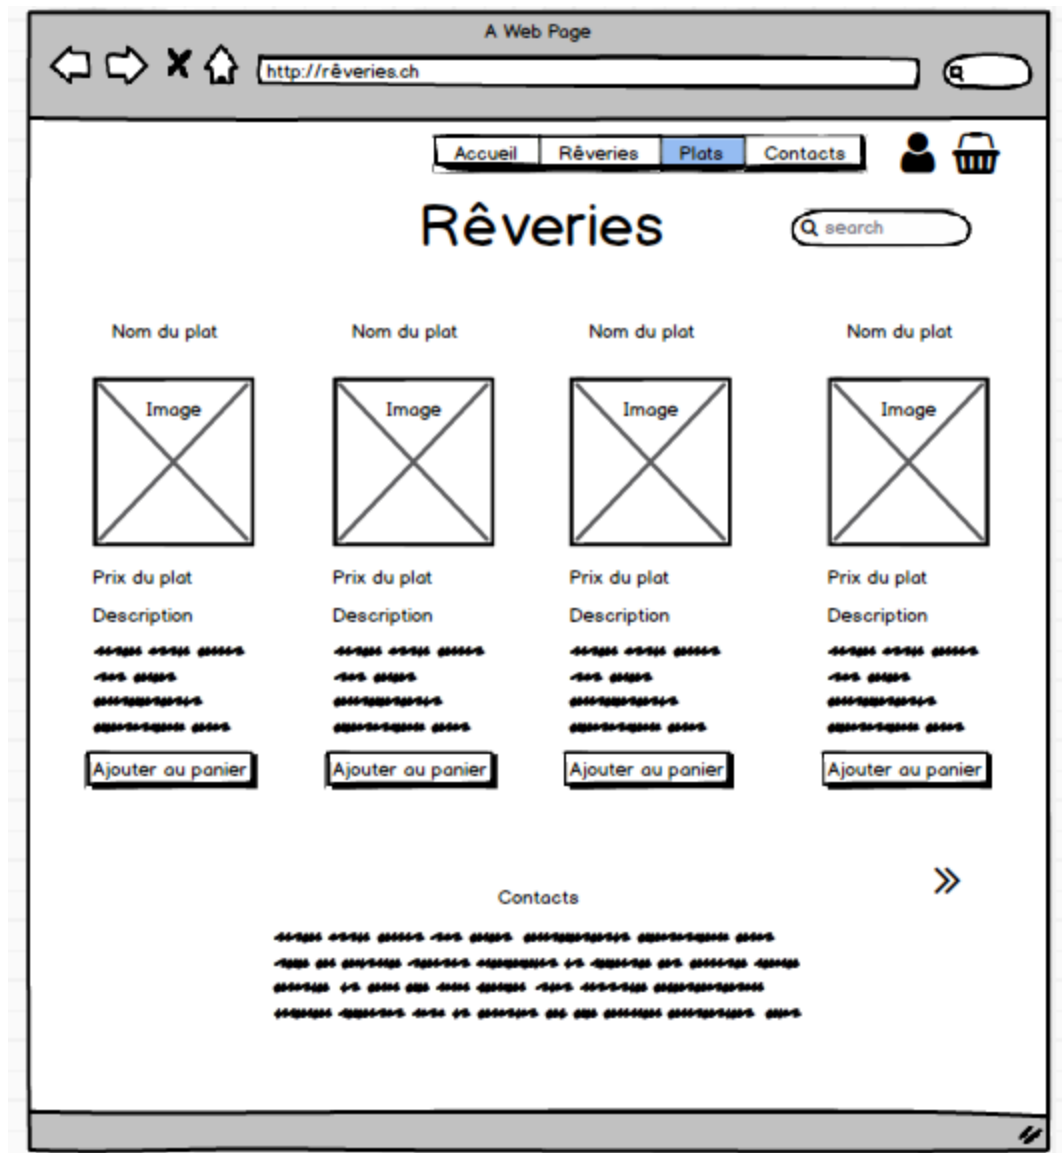 A Web Page
http://rêveries.ch
Accueil Rêveries Plats Contacts
Rêveries
search
Nom du plat Nom du plat Nom du plat Nom du plat
Image Image Image Image
Prix du plat Prix du plat Prix du plat Prix du plat
Description Description Description Description
Ajouter au panier Ajouter au panier Ajouter au panier Ajouter au panier
Contacts